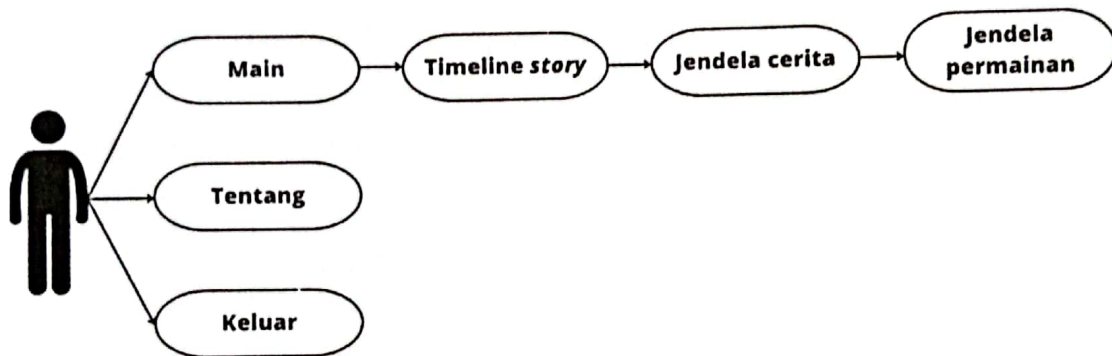 Main
Timeline story
Jendela cerita
Jendela
permainan
Tentang
Keluar